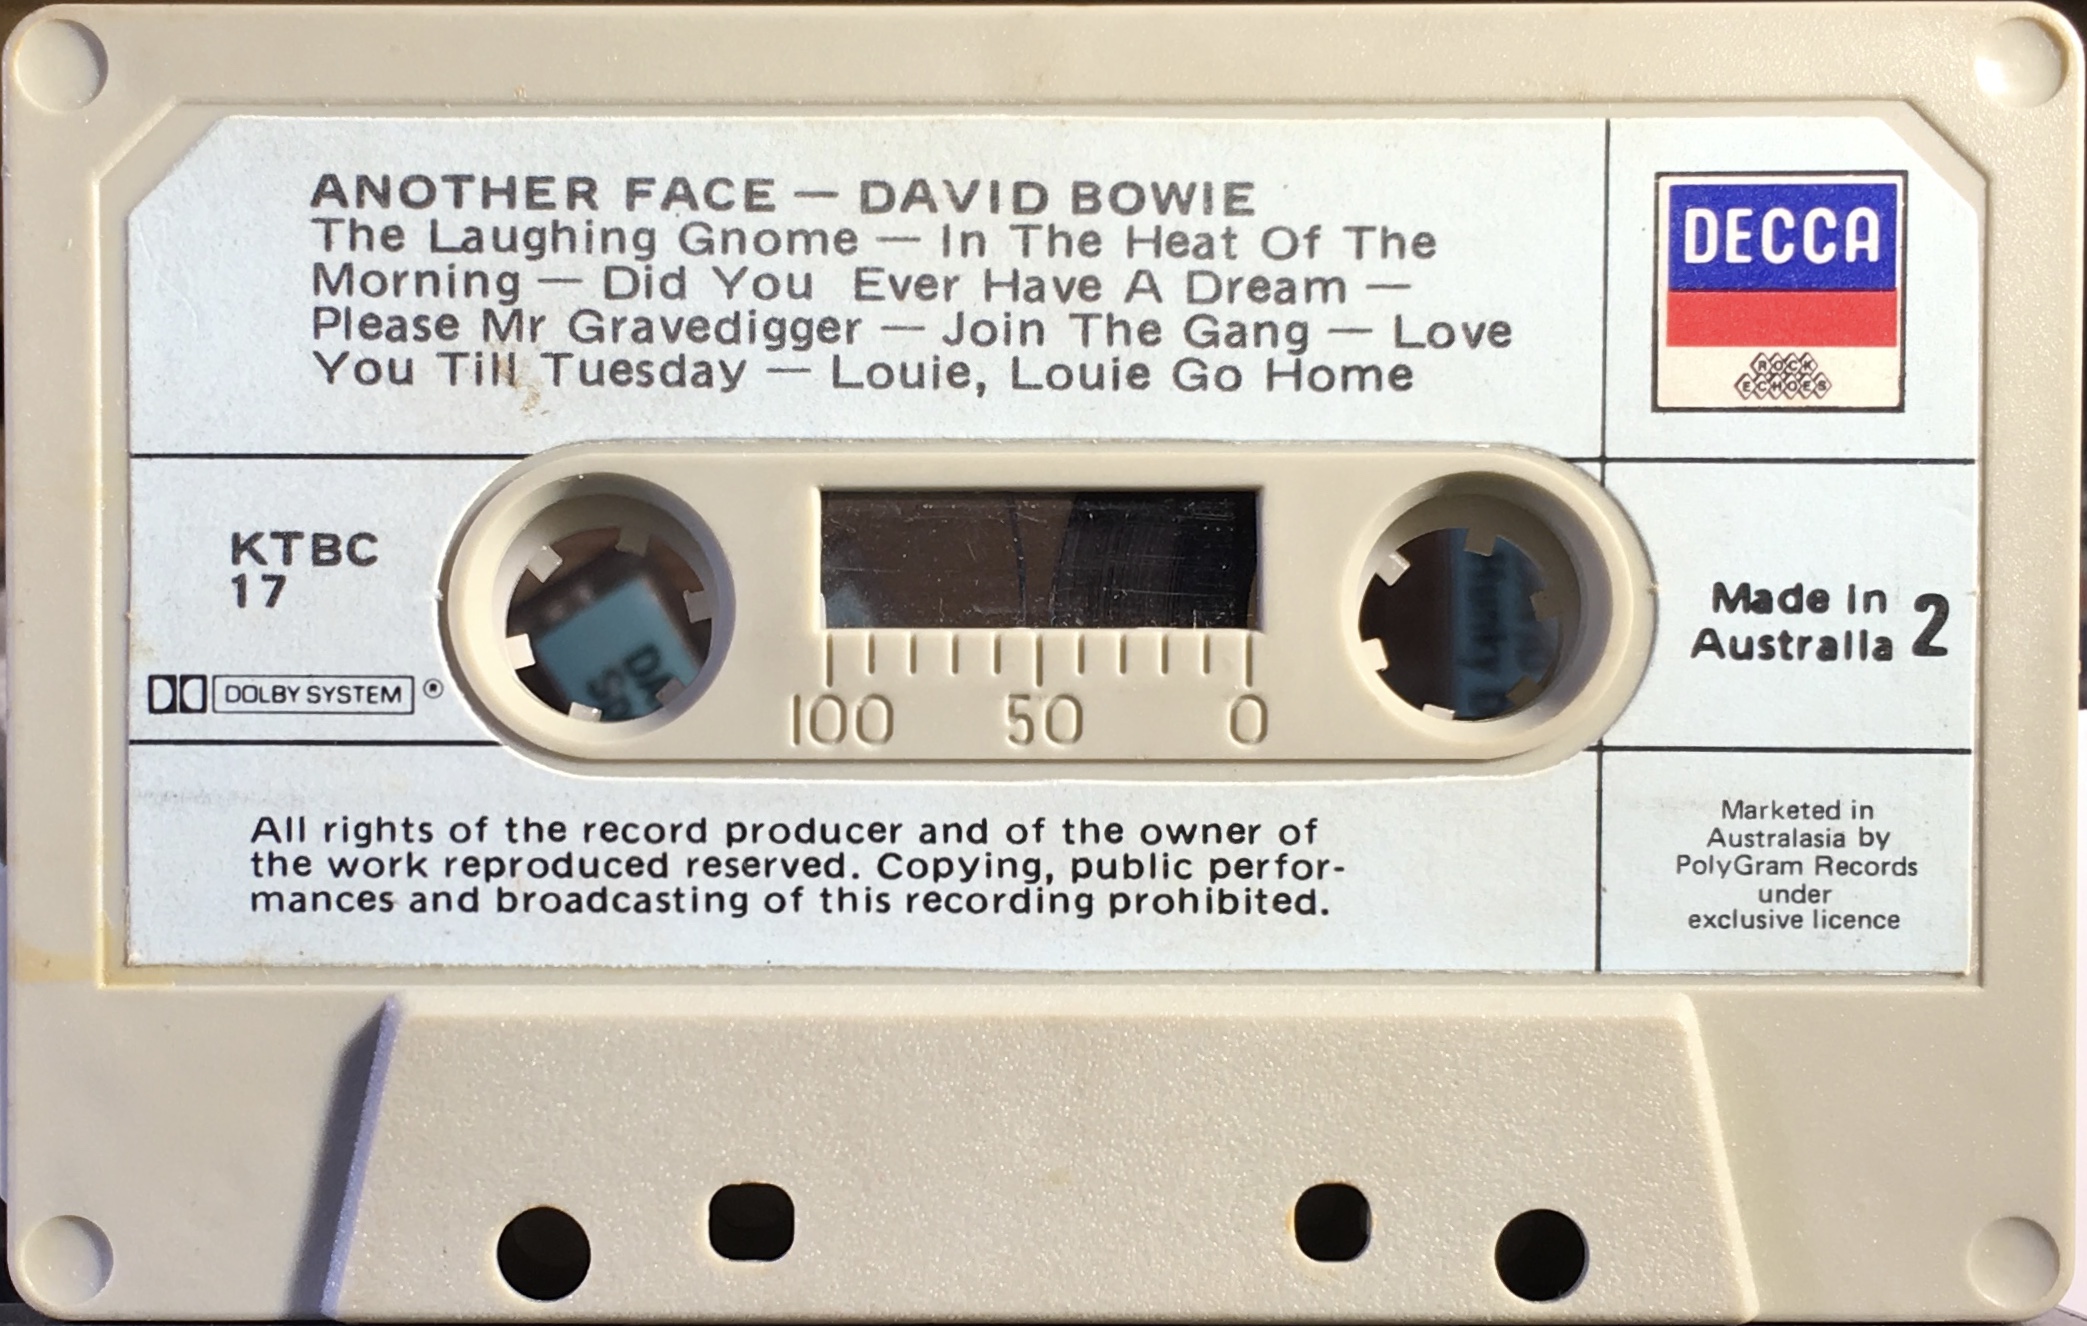 ANOTHER FACE — DAVID BOWIE
The Laughing Gnome — In The Heat Of The
Morning — Did You Ever Have A Dream —
Please Mr Gravedigger — Join The Gang — Love
You Till Tuesday — Louie, Louie Go Home
DECCA
ROCK
ECHOES
KTBC
17
DOLBY SYSTEM ®
Made in
Australia 2
100 50 0
All rights of the record producer and of the owner of
the work reproduced reserved. Copying, public perfor-
mances and broadcasting of this recording prohibited.
Marketed in
Australasia by
PolyGram Records
under
exclusive licence